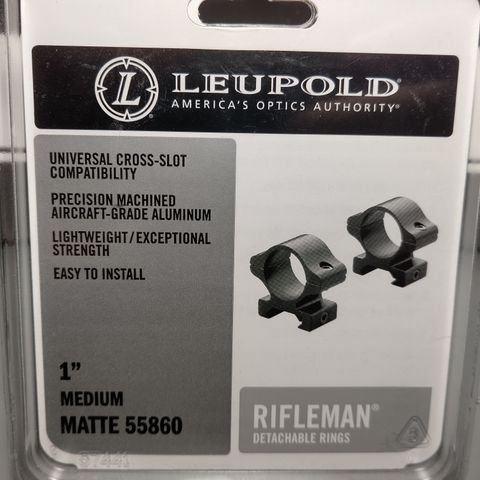 LEUPOLD
AMERICA'S OPTICS AUTHORITY®
UNIVERSAL CROSS-SLOT
COMPATIBILITY
PRECISION MACHINED
AIRCRAFT-GRADE ALUMINUM
LIGHTWEIGHT/EXCEPTIONAL
STRENGTH
EASY TO INSTALL
1"
MEDIUM
MATTE 55860
RIFLEMAN®
DETACHABLE RINGS